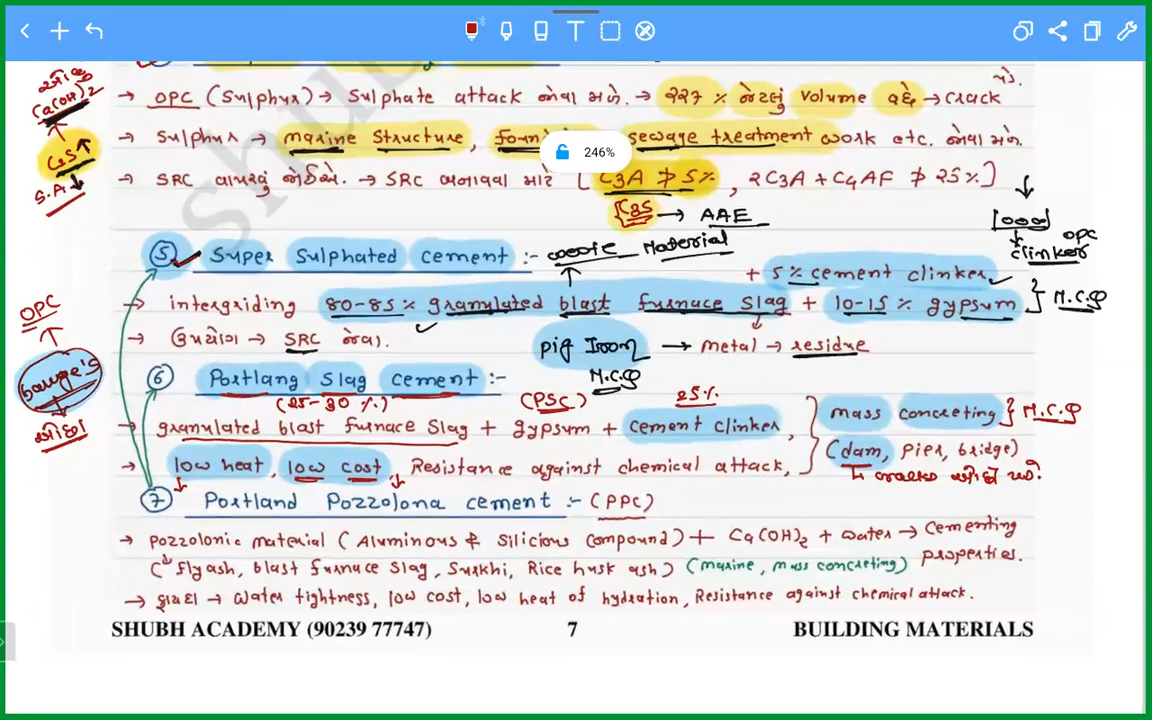 246%
→ OPC (Sulphur) → Sulphate attack જોવા મળે. → 227 % જેટલું volume વધે → crack
→ Sulphur → marine structure, sewage treatment work etc. જોવા મળે.
→ SRC વાપરવું જોઈએ. → SRC બનાવવા માટે [C3A ≯ 5%, 2C3A + C4AF ≯ 25%]
Ca(OH)2
C3S↑
S.A↓
C3S → AAE
OPC
clinker
5 Super Sulphated cement :- Material
+ 5% cement clinker
→ intergriding 80-85% granulated blast furnace slag + 10-15% gypsum } M.C.Q
→ ઉપયોગ → SRC જેવા.
pig Iron → metal → residue
M.C.Q
OPC
6 Portlang Slag cement :-
(25-30 %) (PSC) 25%
→ granulated blast furnace slag + gypsum + cement clinker, } mass concreting } M.C.Q
→ low heat, low cost, Resistance against chemical attack, (dam, pier, bridge)
7 Portland Pozzolona cement :- (PPC)
→ pozzolonic material (Aluminous & Silicious compound) + Ca(OH)2 + water → cementing properties.
(flyash, blast furnace slag, Surkhi, Rice husk ash) (marine, mass concreting)
→ ફાયદા → water tightness, low cost, low heat of hydration, Resistance against chemical attack.
SHUBH ACADEMY (90239 77747) 7 BUILDING MATERIALS